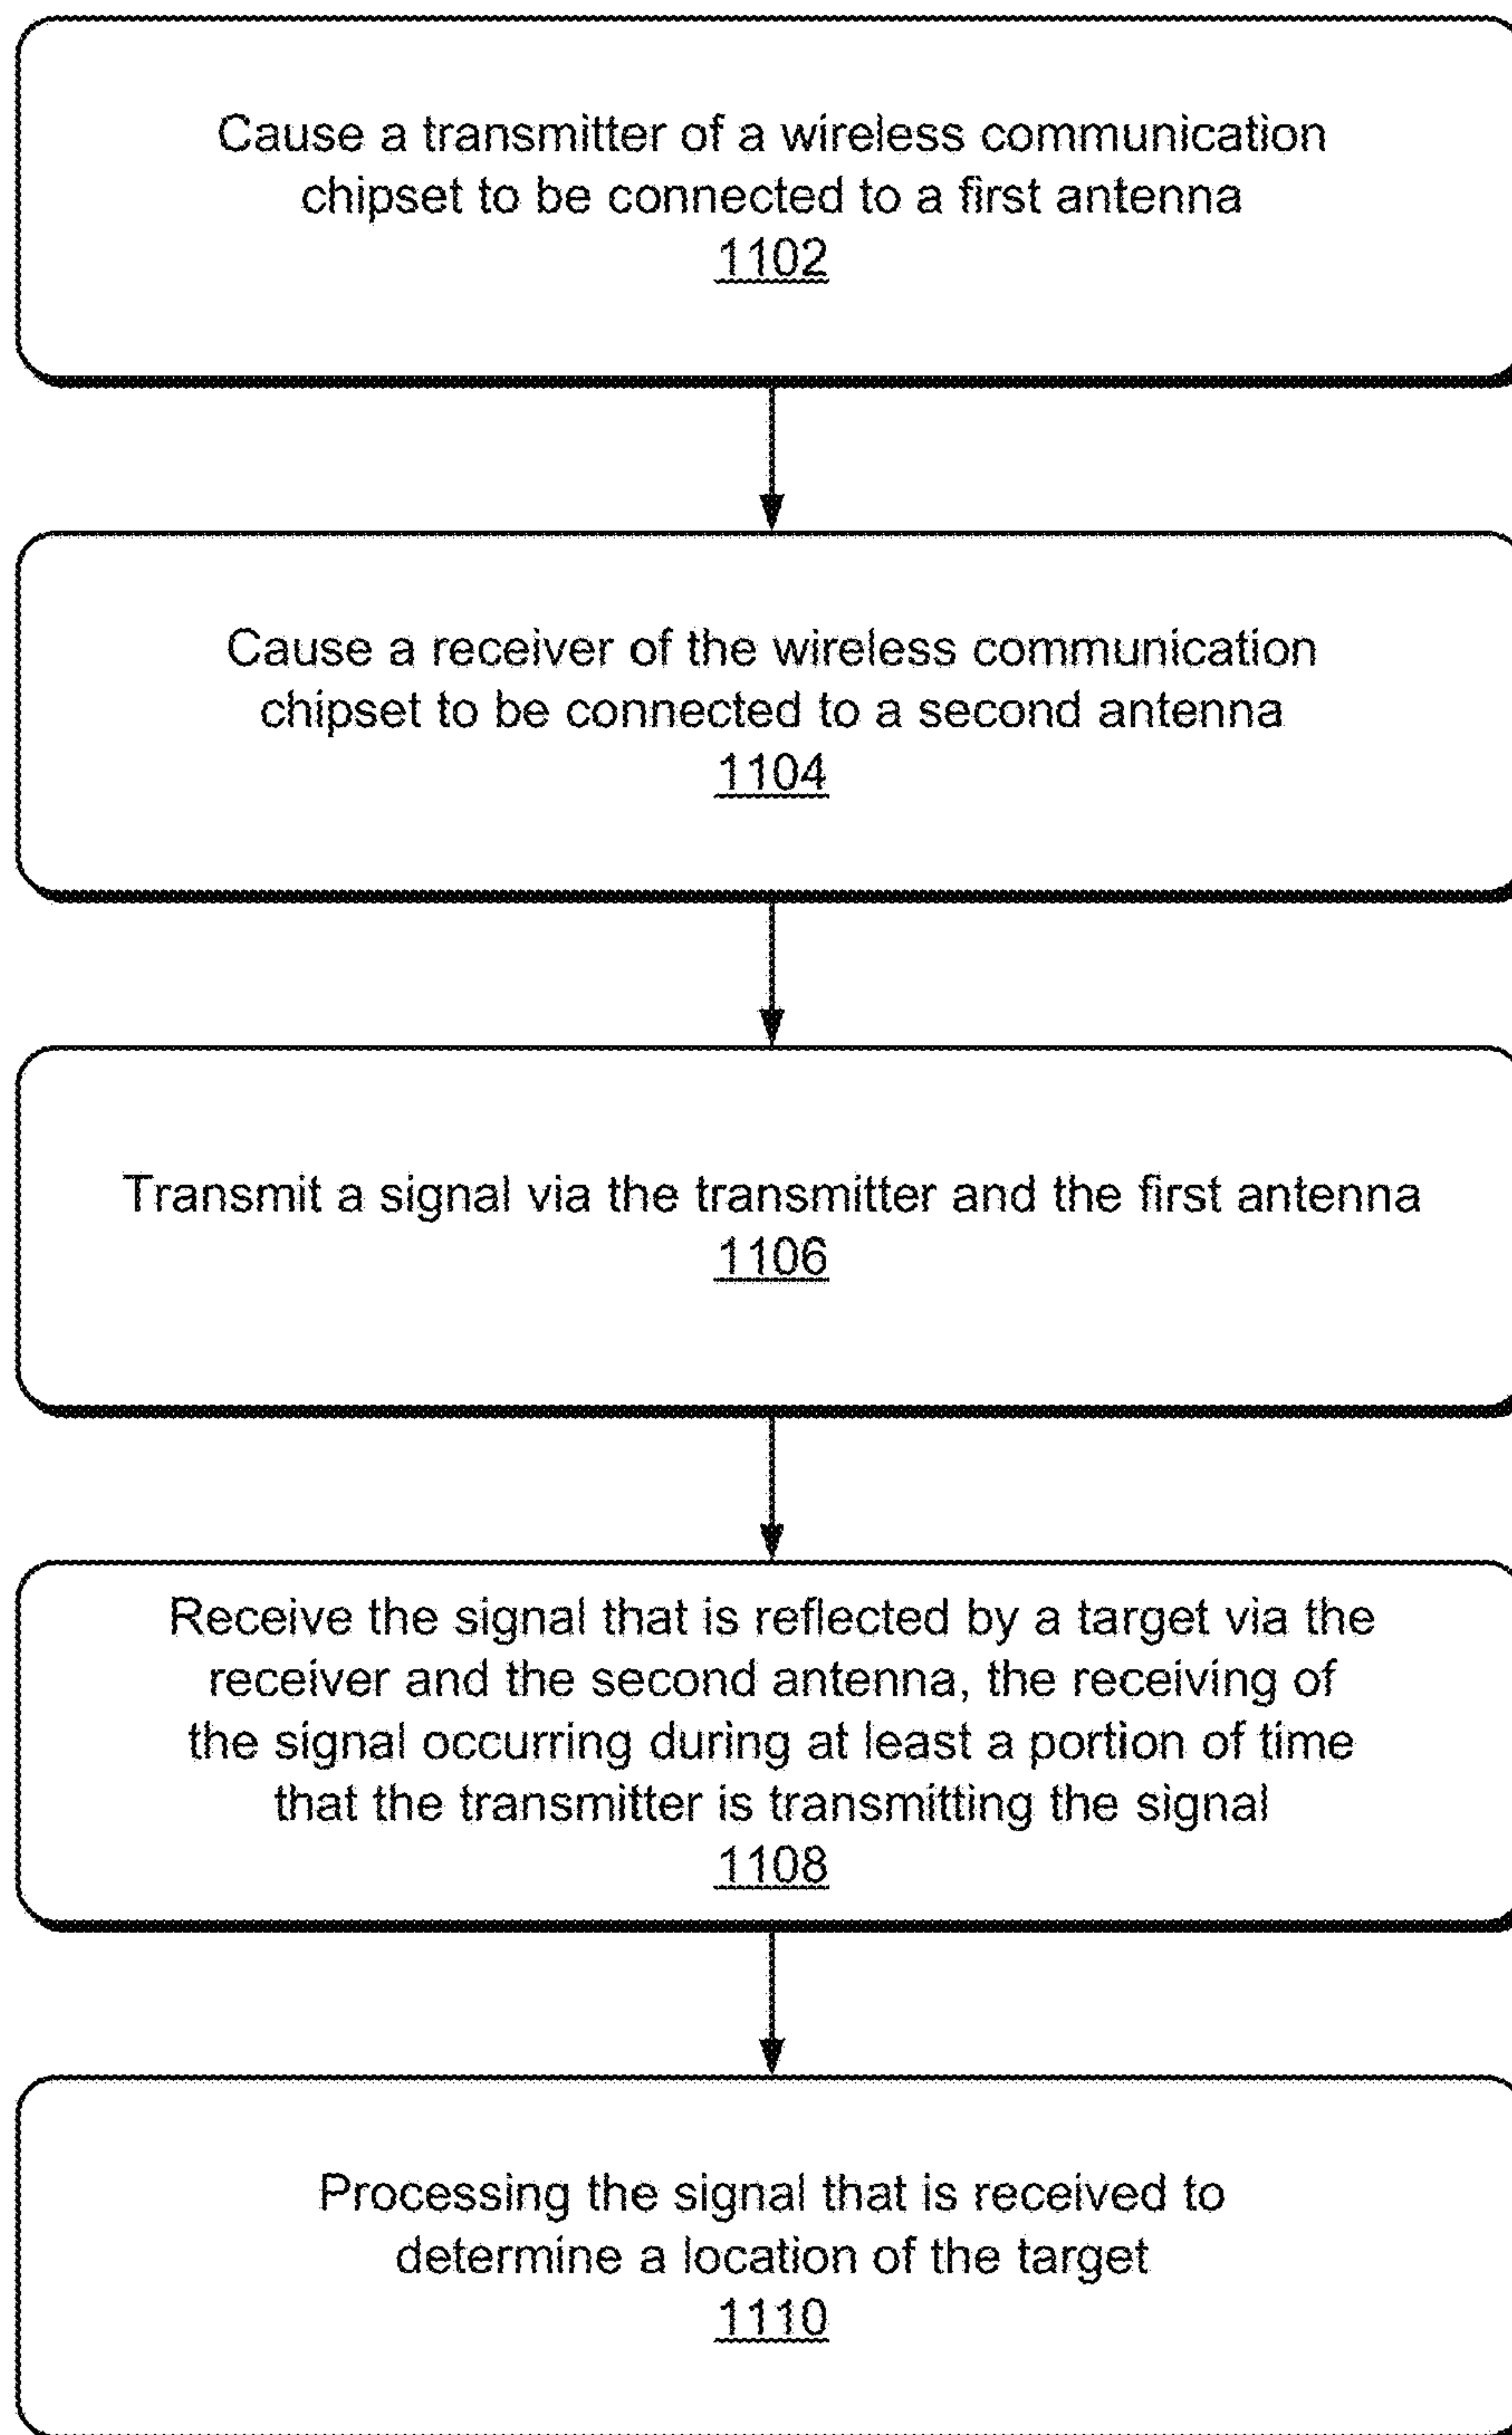 Cause a transmitter of a wireless communication
chipset to be connected to a first antenna
1102
Cause a receiver of the wireless communication
chipset to be connected to a second antenna
1104
Transmit a signal via the transmitter and the first antenna
1106
Receive the signal that is reflected by a target via the
receiver and the second antenna, the receiving of
the signal occurring during at least a portion of time
that the transmitter is transmitting the signal
1108
Processing the signal that is received to
determine a location of the target
1110